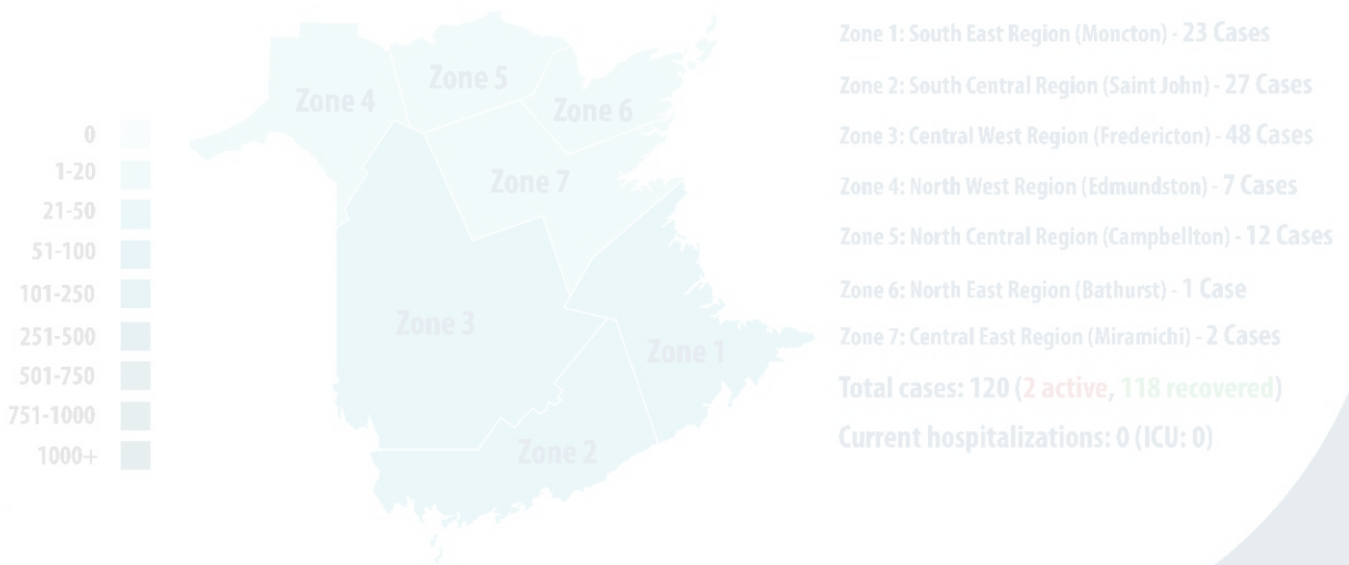 0
1-20
21-50
51-100
101-250
251-500
501-750
751-1000
1000+
Zone 4
Zone 5
Zone 6
Zone 7
Zone 3
Zone 1
Zone 2
Zone 1: South East Region (Moncton) - 23 Cases
Zone 2: South Central Region (Saint John) - 27 Cases
Zone 3: Central West Region (Fredericton) - 48 Cases
Zone 4: North West Region (Edmundston) - 7 Cases
Zone 5: North Central Region (Campbellton) - 12 Cases
Zone 6: North East Region (Bathurst) - 1 Case
Zone 7: Central East Region (Miramichi) - 2 Cases
Total cases: 120 (2 active, 118 recovered)
Current hospitalizations: 0 (ICU: 0)